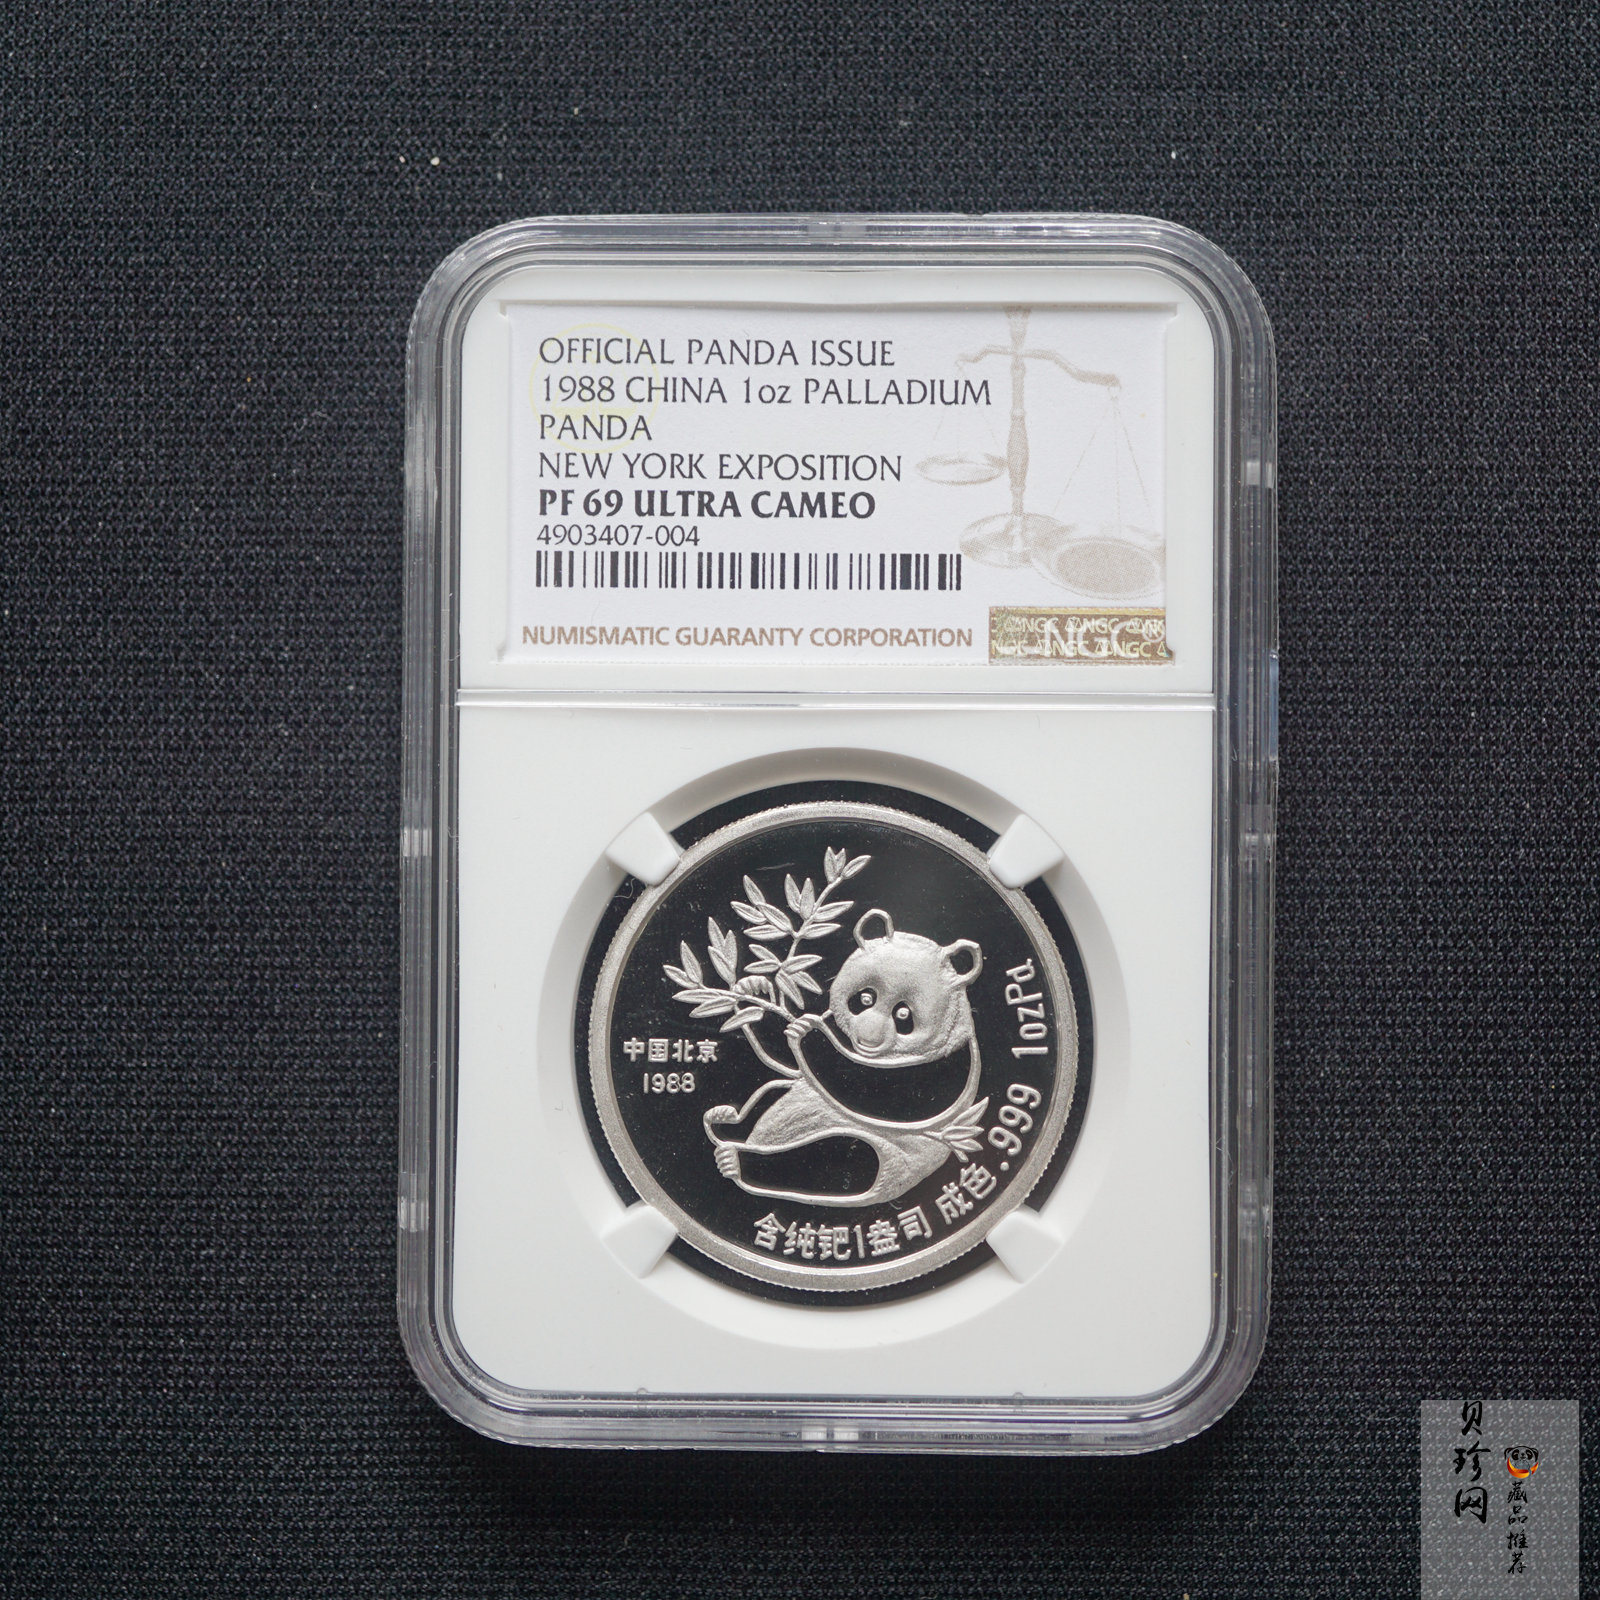 OFFICIAL PANDA ISSUE
1988 CHINA 1oz PALLADIUM
PANDA
NEW YORK EXPOSITION
PF 69 ULTRA CAMEO
4903407-004
NUMISMATIC GUARANTY CORPORATION
NGC
中国北京
1988
含纯钯1盎司 成色.999 1ozPd.
贝珍网
藏品推荐